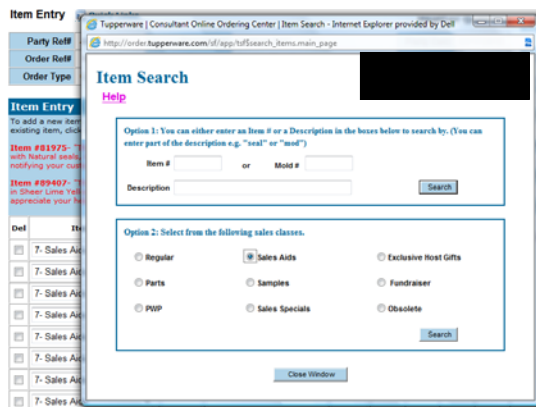 Item Entry
Tupperware | Consultant Online Ordering Center | Item Search - Internet Explorer provided by Dell
http://order.tupperware.com/sf/app/tsf$search_items.main_page
Party Ref#
Order Ref#
Order Type
Item Search
Help
Item Entry
To add a new item
existing item, click
Item #81975- "T
with Natural seals,
notifying your cust
Item #89407- "
in Sheer Lime Yell
appreciate your he
Option 1: You can either enter an Item # or a Description in the boxes below to search by. (You can
enter part of the description e.g. "seal" or "mod")
Item #
or
Mold #
Description
Search
Del
Ite
7- Sales Aid
7- Sales Aid
7- Sales Aid
7- Sales Aid
7- Sales Aid
7- Sales Aid
7- Sales Aid
7- Sales Aid
Option 2: Select from the following sales classes.
Regular
Sales Aids
Exclusive Host Gifts
Parts
Samples
Fundraiser
PWP
Sales Specials
Obsolete
Search
Close Window